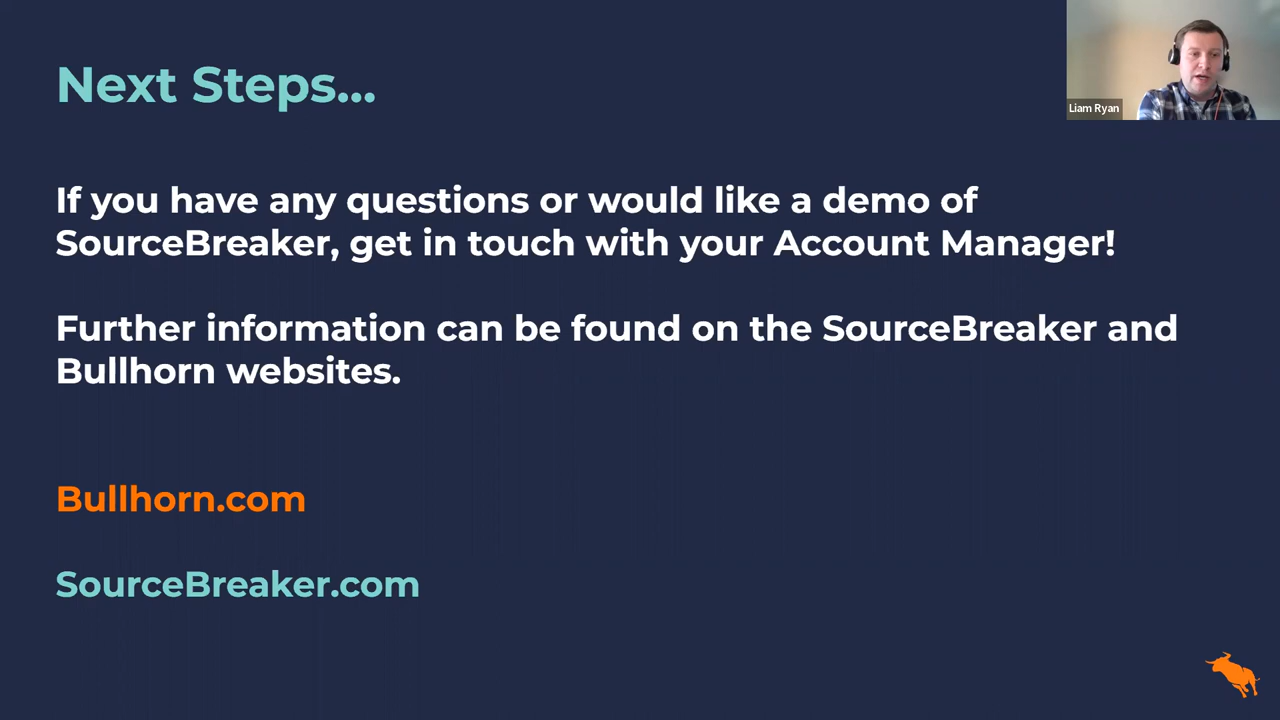 Next Steps...
Liam Ryan
If you have any questions or would like a demo of
SourceBreaker, get in touch with your Account Manager!
Further information can be found on the SourceBreaker and
Bullhorn websites.
Bullhorn.com
SourceBreaker.com